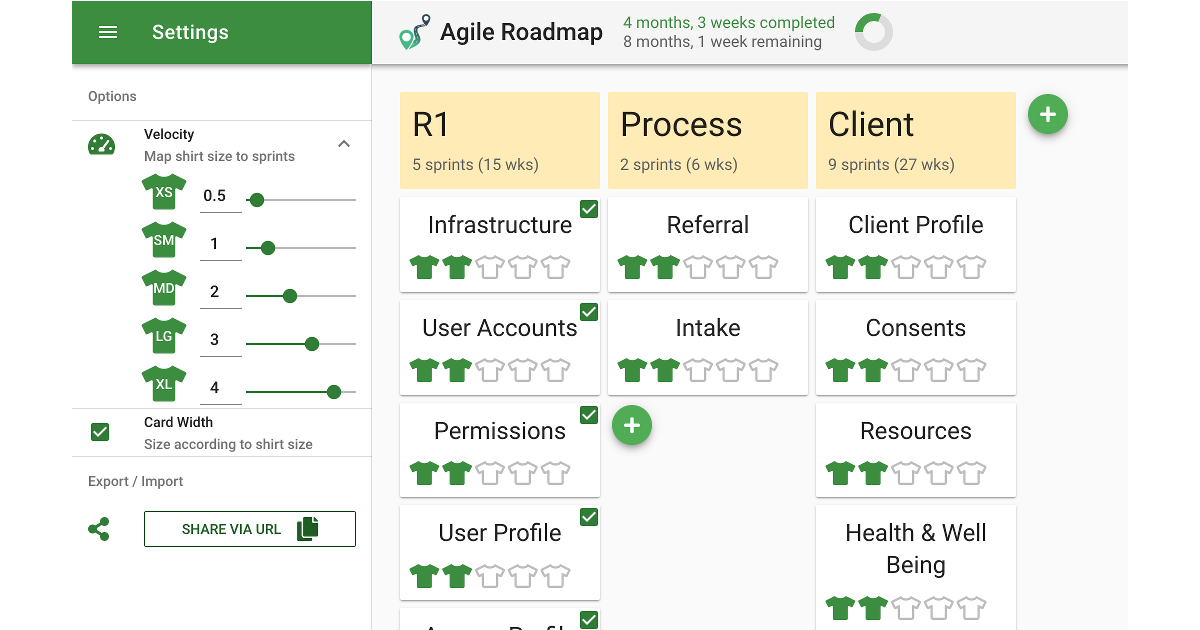 Settings
Agile Roadmap
4 months, 3 weeks completed
8 months, 1 week remaining
Options
Velocity
Map shirt size to sprints
XS 0.5
SM 1
MD 2
LG 3
XL 4
Card Width
Size according to shirt size
Export / Import
SHARE VIA URL
R1
5 sprints (15 wks)
Infrastructure
User Accounts
Permissions
User Profile
Process
2 sprints (6 wks)
Referral
Intake
Client
9 sprints (27 wks)
Client Profile
Consents
Resources
Health & Well
Being